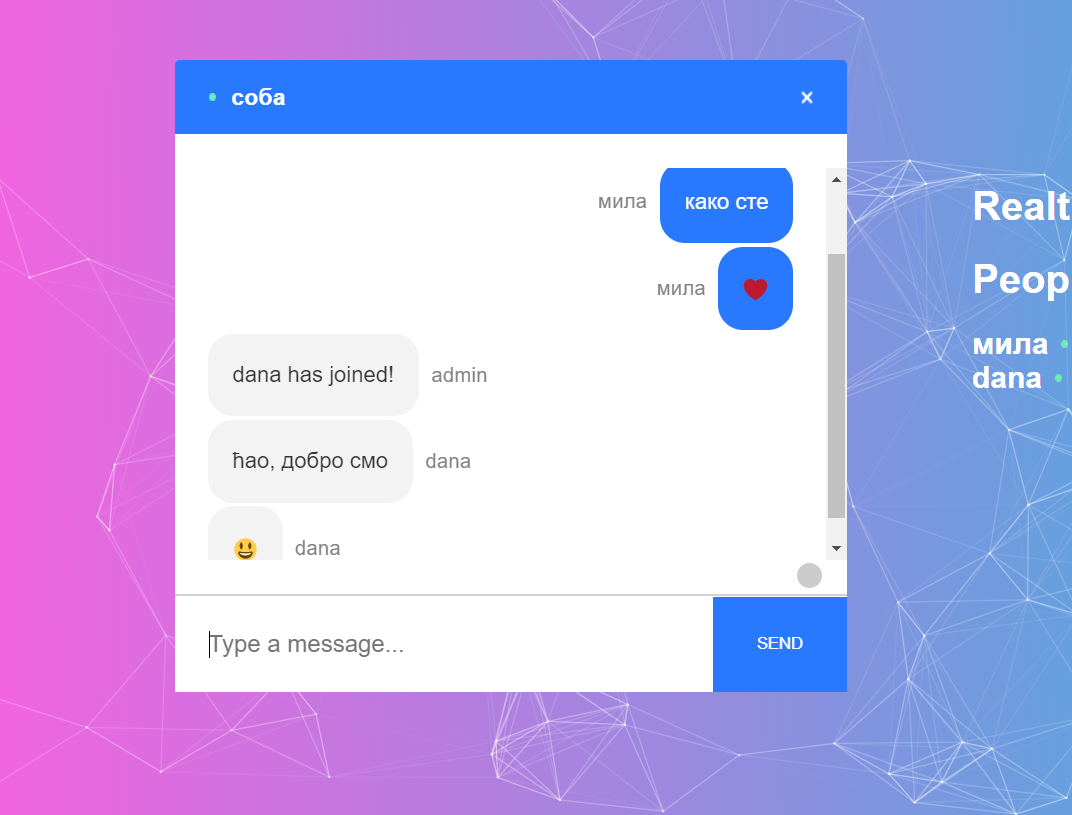 соба
мила како сте
мила ❤️
dana has joined! admin
ћао, добро смо dana
😃 dana
Type a message...
SEND
Realt
Peop
мила
dana